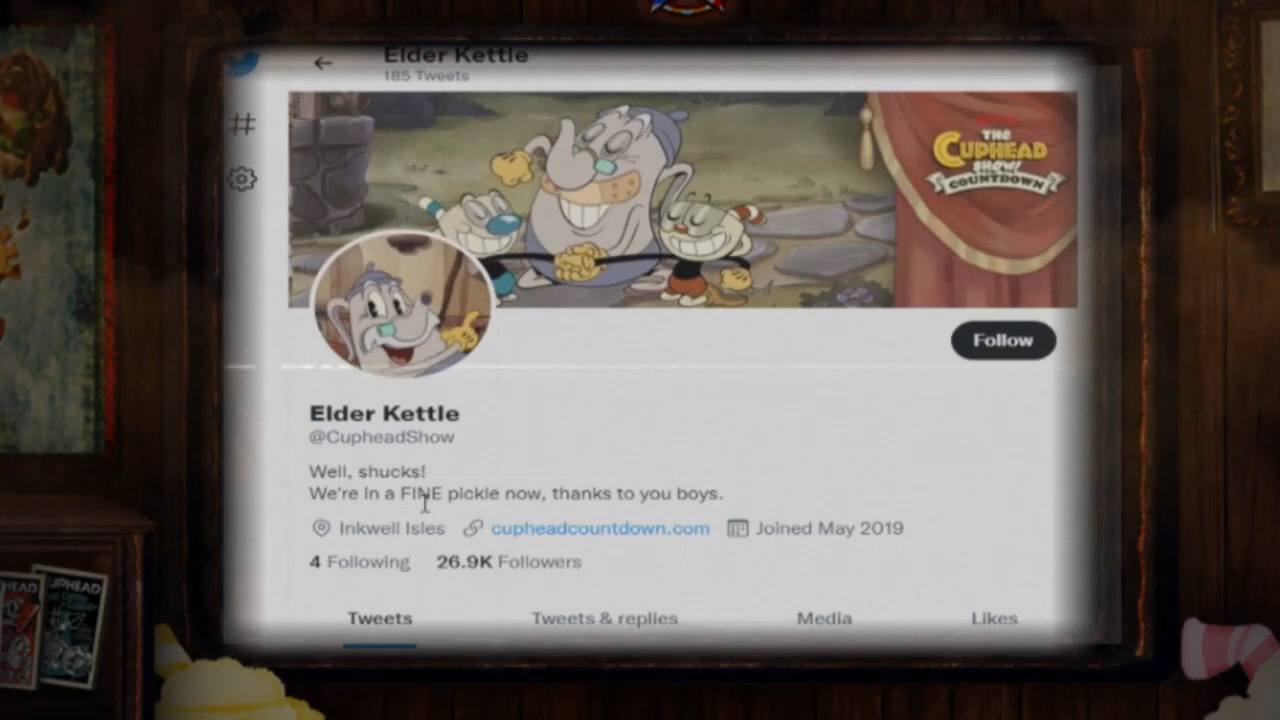 Elder Kettle
185 Tweets
THE
CUPHEAD
SHOW!
COUNTDOWN
Follow
Elder Kettle
@CupheadShow
Well, shucks!
We're in a FINE pickle now, thanks to you boys.
Inkwell Isles cupheadcountdown.com Joined May 2019
4 Following 26.9K Followers
Tweets Tweets & replies Media Likes
HEAD
CUPHEAD